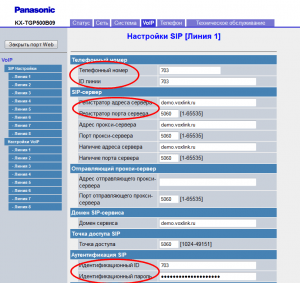 Panasonic
KX-TGP500B09
Статус
Сеть
Система
VoIP
Телефон
Техническое обслуживание
Закрыть порт Web
Настройки SIP [Линия 1]
VoIP
SIP Настройки
...Линия 1
...Линия 2
...Линия 3
...Линия 4
...Линия 5
...Линия 6
...Линия 7
...Линия 8
Настройки VoIP
...Линия 1
...Линия 2
...Линия 3
...Линия 4
...Линия 5
...Линия 6
...Линия 7
...Линия 8
Телефонный номер
Телефонный номер 703
ID линии 703
SIP-сервер
Регистратор адреса сервера demo.voxlink.ru
Регистратор порта сервера 5060 [1-65535]
Адрес прокси-сервера demo.voxlink.ru
Порт прокси-сервера 5060 [1-65535]
Наличие адреса сервера demo.voxlink.ru
Наличие порта сервера 5060 [1-65535]
Отправляющий прокси-сервер
Адрес отправляющего прокси-сервера
Порт отправляющего прокси-сервера 5060 [1-65535]
Домен SIP-сервиса
Домен сервиса demo.voxlink.ru
Точка доступа SIP
Точка доступа 5060 [1024-49151]
Аутентификация SIP
Идентификационный ID 703
Идентификационный пароль